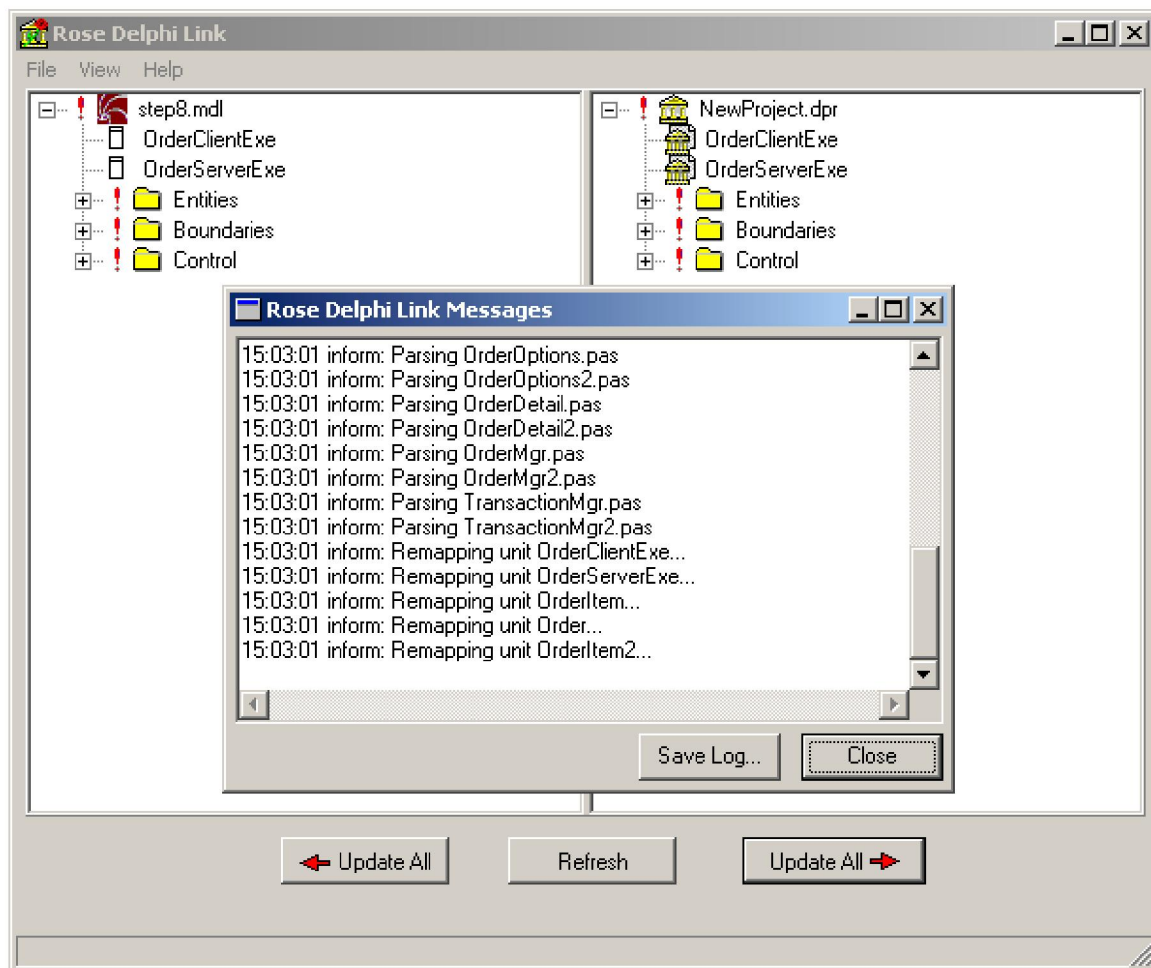 Rose Delphi Link
File View Help
step8.mdl
OrderClientExe
OrderServerExe
Entities
Boundaries
Control
NewProject.dpr
OrderClientExe
OrderServerExe
Entities
Boundaries
Control
Rose Delphi Link Messages
15:03:01 inform: Parsing OrderOptions.pas
15:03:01 inform: Parsing OrderOptions2.pas
15:03:01 inform: Parsing OrderDetail.pas
15:03:01 inform: Parsing OrderDetail2.pas
15:03:01 inform: Parsing OrderMgr.pas
15:03:01 inform: Parsing OrderMgr2.pas
15:03:01 inform: Parsing TransactionMgr.pas
15:03:01 inform: Parsing TransactionMgr2.pas
15:03:01 inform: Remapping unit OrderClientExe...
15:03:01 inform: Remapping unit OrderServerExe...
15:03:01 inform: Remapping unit OrderItem...
15:03:01 inform: Remapping unit Order...
15:03:01 inform: Remapping unit OrderItem2...
Save Log... Close
Update All Refresh Update All